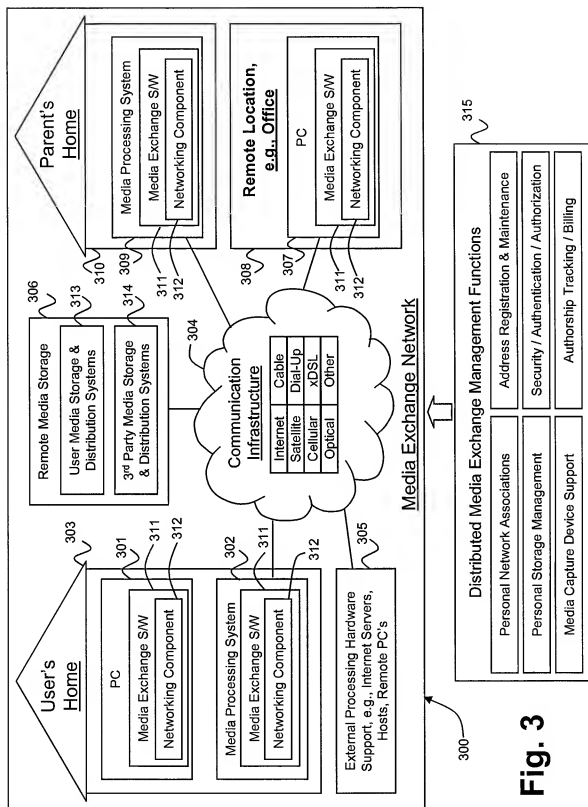 User's
Home
303
PC
301
Media Exchange S/W
311
Networking Component
312
Media Processing System
302
Media Exchange S/W
311
Networking Component
312
External Processing Hardware
Support, e.g., Internet Servers,
Hosts, Remote PC's
305
Remote Media Storage
306
User Media Storage &
Distribution Systems
313
3rd Party Media Storage
& Distribution Systems
314
304
Communication
Infrastructure
Internet Cable
Satellite Dial-Up
Cellular xDSL
Optical Other
Parent's
Home
310
Media Processing System
309
Media Exchange S/W
311
Networking Component
312
Remote Location,
e.g., Office
308
PC
307
Media Exchange S/W
311
Networking Component
312
Media Exchange Network
300
315
Distributed Media Exchange Management Functions
Personal Network Associations
Address Registration & Maintenance
Personal Storage Management
Security / Authentication / Authorization
Media Capture Device Support
Authorship Tracking / Billing
Fig. 3